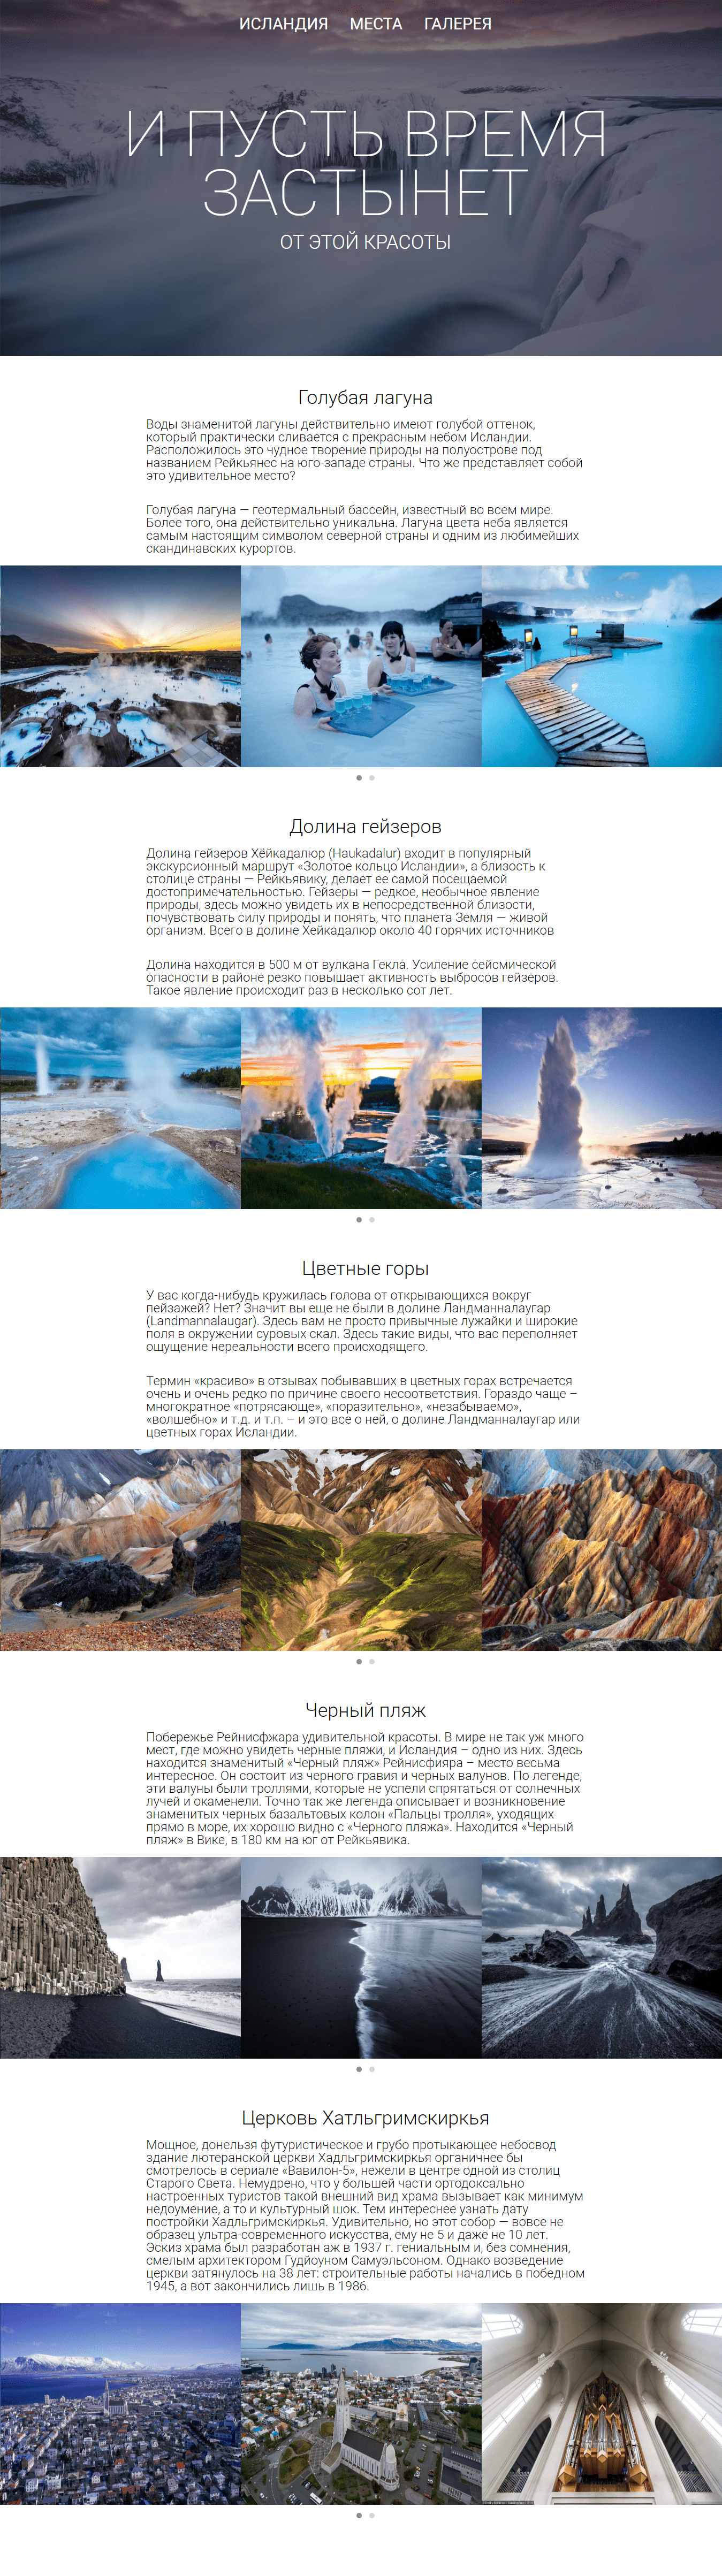 ИСЛАНДИЯ МЕСТА ГАЛЕРЕЯ
И ПУСТЬ ВРЕМЯ
ЗАСТЫНЕТ
ОТ ЭТОЙ КРАСОТЫ
Голубая лагуна
Воды знаменитой лагуны действительно имеют голубой оттенок,
который практически сливается с прекрасным небом Исландии.
Расположилось это чудное творение природы на полуострове под
названием Рейкьянес на юго-западе страны. Что же представляет собой
это удивительное место?
Голубая лагуна — геотермальный бассейн, известный во всем мире.
Более того, она действительно уникальна. Лагуна цвета неба является
самым настоящим символом северной страны и одним из любимейших
скандинавских курортов.
Долина гейзеров
Долина гейзеров Хёйкадалюр (Haukadalur) входит в популярный
экскурсионный маршрут «Золотое кольцо Исландии», а близость к
столице страны — Рейкьявику, делает ее самой посещаемой
достопримечательностью. Гейзеры — редкое, необычное явление
природы, здесь можно увидеть их в непосредственной близости,
почувствовать силу природы и понять, что планета Земля — живой
организм. Всего в долине Хейкадалюр около 40 горячих источников
Долина находится в 500 м от вулкана Гекла. Усиление сейсмической
опасности в районе резко повышает активность выбросов гейзеров.
Такое явление происходит раз в несколько сот лет.
Цветные горы
У вас когда-нибудь кружилась голова от открывающихся вокруг
пейзажей? Нет? Значит вы еще не были в долине Ландманналаугар
(Landmannalaugar). Здесь вам не просто привычные лужайки и широкие
поля в окружении суровых скал. Здесь такие виды, что вас переполняет
ощущение нереальности всего происходящего.
Термин «красиво» в отзывах побывавших в цветных горах встречается
очень и очень редко по причине своего несоответствия. Гораздо чаще –
многократное «потрясающе», «поразительно», «незабываемо»,
«волшебно» и т.д. и т.п. – и это все о ней, о долине Ландманналаугар или
цветных горах Исландии.
Черный пляж
Побережье Рейнисфжара удивительной красоты. В мире не так уж много
мест, где можно увидеть черные пляжи, и Исландия – одно из них. Здесь
находится знаменитый «Черный пляж» Рейнисфияра – место весьма
интересное. Он состоит из черного гравия и черных валунов. По легенде,
эти валуны были троллями, которые не успели спрятаться от солнечных
лучей и окаменели. Точно так же легенда описывает и возникновение
знаменитых черных базальтовых колон «Пальцы тролля», уходящих
прямо в море, их хорошо видно с «Черного пляжа». Находится «Черный
пляж» в Вике, в 180 км на юг от Рейкьявика.
Церковь Хатльгримскиркья
Мощное, донельзя футуристическое и грубо протыкающее небосвод
здание лютеранской церкви Хадльгримскиркья органичнее бы
смотрелось в сериале «Вавилон-5», нежели в центре одной из столиц
Старого Света. Немудрено, что у большей части ортодоксально
настроенных туристов такой внешний вид храма вызывает как минимум
недоумение, а то и культурный шок. Тем интереснее узнать дату
постройки Хадльгримскиркья. Удивительно, но этот собор — вовсе не
образец ультра-современного искусства, ему не 5 и даже не 10 лет.
Эскиз храма был разработан аж в 1937 г. гениальным и, без сомнения,
смелым архитектором Гудйоуном Самуэльсоном. Однако возведение
церкви затянулось на 38 лет: строительные работы начались в победном
1945, а вот закончились лишь в 1986.